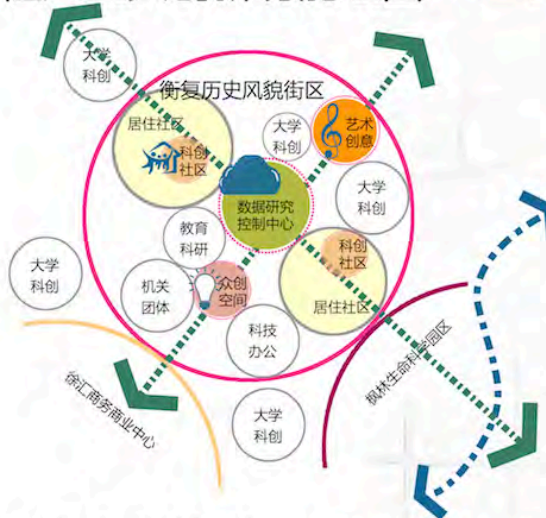 大学
科创
衡复历史风貌街区
居住社区
科创
社区
大学
科创
艺术
创意
数据研究
控制中心
大学
科创
教育
科研
科创
社区
大学
科创
机关
团体
众创
空间
居住社区
科技
办公
徐汇商务商业中心
枫林生命科学园区
大学
科创